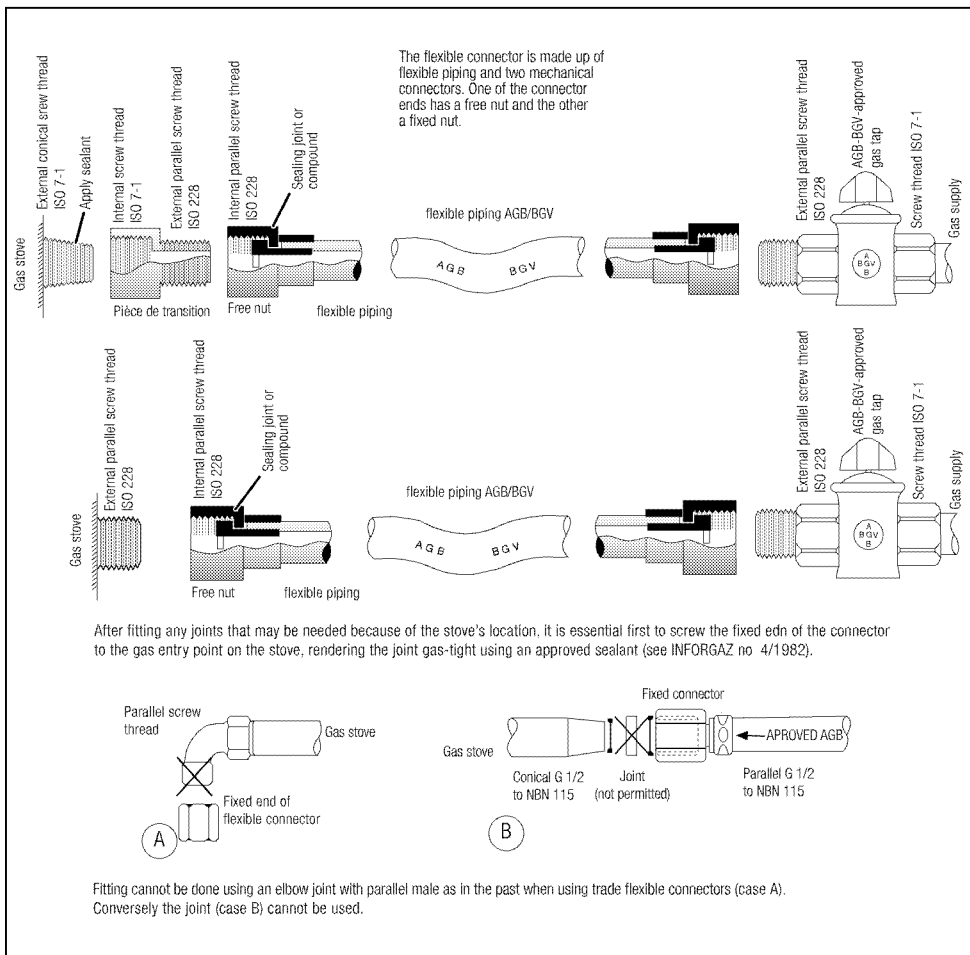 The flexible connector is made up of
flexible piping and two mechanical
connectors. One of the connector
ends has a free nut and the other
a fixed nut.
Gas stove
External conical srew thread
ISO 7-1
Apply sealant
Internal screw thread
ISO 7-1
External parallel screw thread
ISO 228
Internal parallel screw thread
ISO 228
Sealing joint or
compound
flexible piping AGB/BGV
AGB BGV
External parallel screw thread
ISO 228
AGB-BGV-approved
gas tap
Screw thread ISO 7-1
Gas supply
A
BGV
B
Pièce de transition
Free nut
flexible piping
Gas stove
External parallel screw thread
ISO 228
Internal parallel screw thread
ISO 228
Sealing joint or
compound
flexible piping AGB/BGV
AGB BGV
External parallel screw thread
ISO 228
AGB-BGV-approved
gas tap
Screw thread ISO 7-1
Gas supply
A
BGV
B
Free nut
flexible piping
After fitting any joints that may be needed because of the stove's location, it is essential first to screw the fixed edn of the connector
to the gas entry point on the stove, rendering the joint gas-tight using an approved sealant (see INFORGAZ no 4/1982).
Parallel screw
thread
Gas stove
Fixed end of
flexible connector
A
Fixed connector
Gas stove
APROVED AGB
Conical G 1/2
to NBN 115
Joint
(not permitted)
Parallel G 1/2
to NBN 115
B
Fitting cannot be done using an elbow joint with parallel male as in the past when using trade flexible connectors (case A).
Conversely the joint (case B) cannot be used.